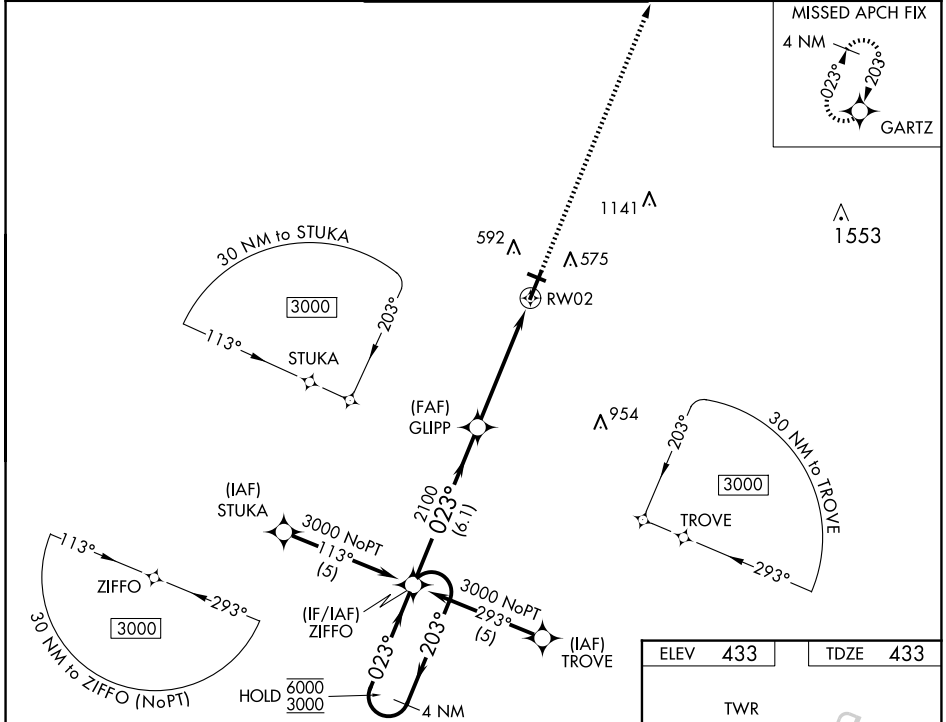 MISSED APCH FIX
4 NM
023°
203°
GARTZ
1141
1553
592
575
30 NM to STUKA
3000
203°
113°
STUKA
RW02
(FAF)
GLIPP
954
30 NM to TROVE
203°
3000
TROVE
293°
2100
023°
(6.1)
(IAF)
STUKA
3000 NoPT
113°
(5)
113°
ZIFFO
293°
3000
30 NM to ZIFFO (NoPT)
(IF/IAF)
ZIFFO
3000 NoPT
293°
(5)
(IAF)
TROVE
023°
203°
HOLD 6000
3000
4 NM
ELEV 433
TDZE 433
TWR